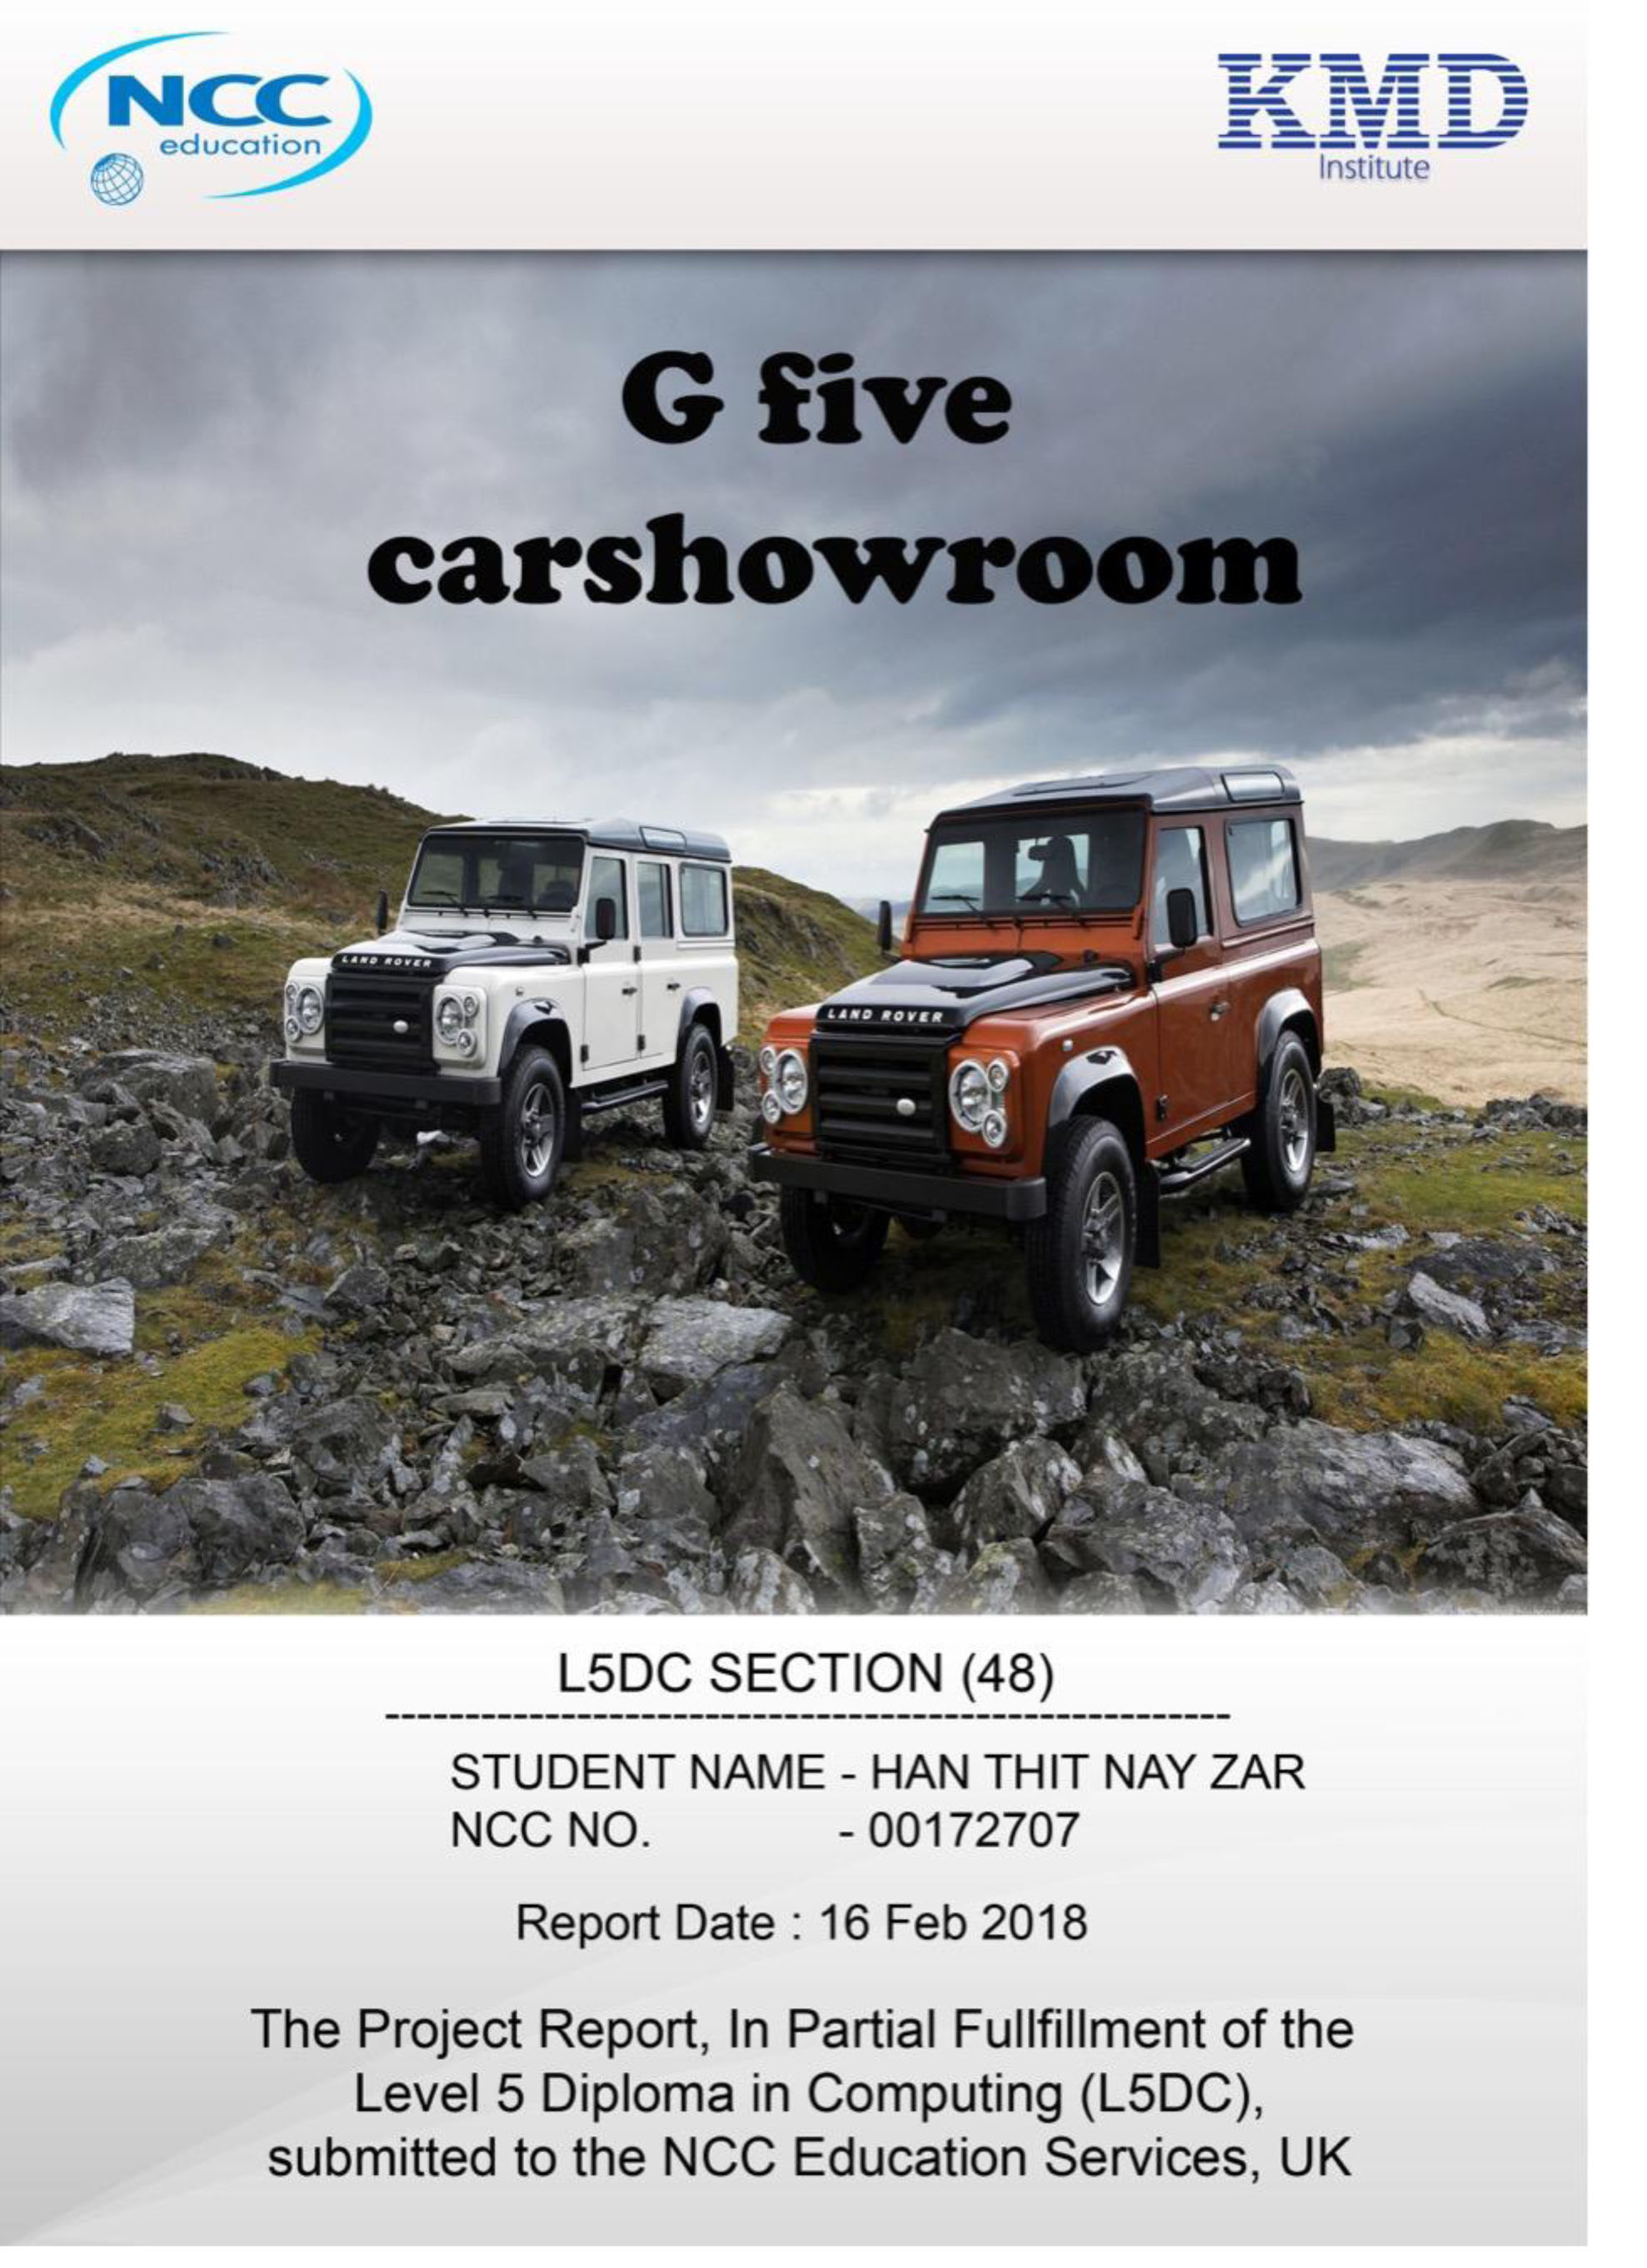 NCC
education
KMD
Institute
G five
carshowroom
LAND ROVER
LAND ROVER
L5DC SECTION (48)
-----------------------------------------------------
STUDENT NAME - HAN THIT NAY ZAR
NCC NO. - 00172707
Report Date : 16 Feb 2018
The Project Report, In Partial Fullfillment of the
Level 5 Diploma in Computing (L5DC),
submitted to the NCC Education Services, UK